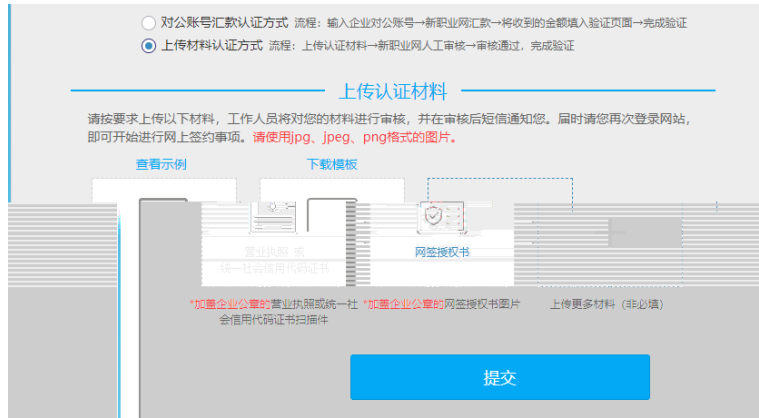 对公账号汇款认证方式 流程：输入企业对公账号→新职业网汇款→将收到的金额填入验证页面→完成验证
上传材料认证方式 流程：上传认证材料→新职业网人工审核→审核通过，完成验证
上传认证材料
请按要求上传以下材料，工作人员将对您的材料进行审核，并在审核后短信通知您。届时请您再次登录网站，
即可开始进行网上签约事项。请使用jpg、jpeg、png格式的图片。
查看示例 下载模板
营业执照 或 网签授权书
统一社会信用代码证书
*加盖企业公章的营业执照或统一社 *加盖企业公章的网签授权书图片 上传更多材料（非必填）
会信用代码证书扫描件
提交